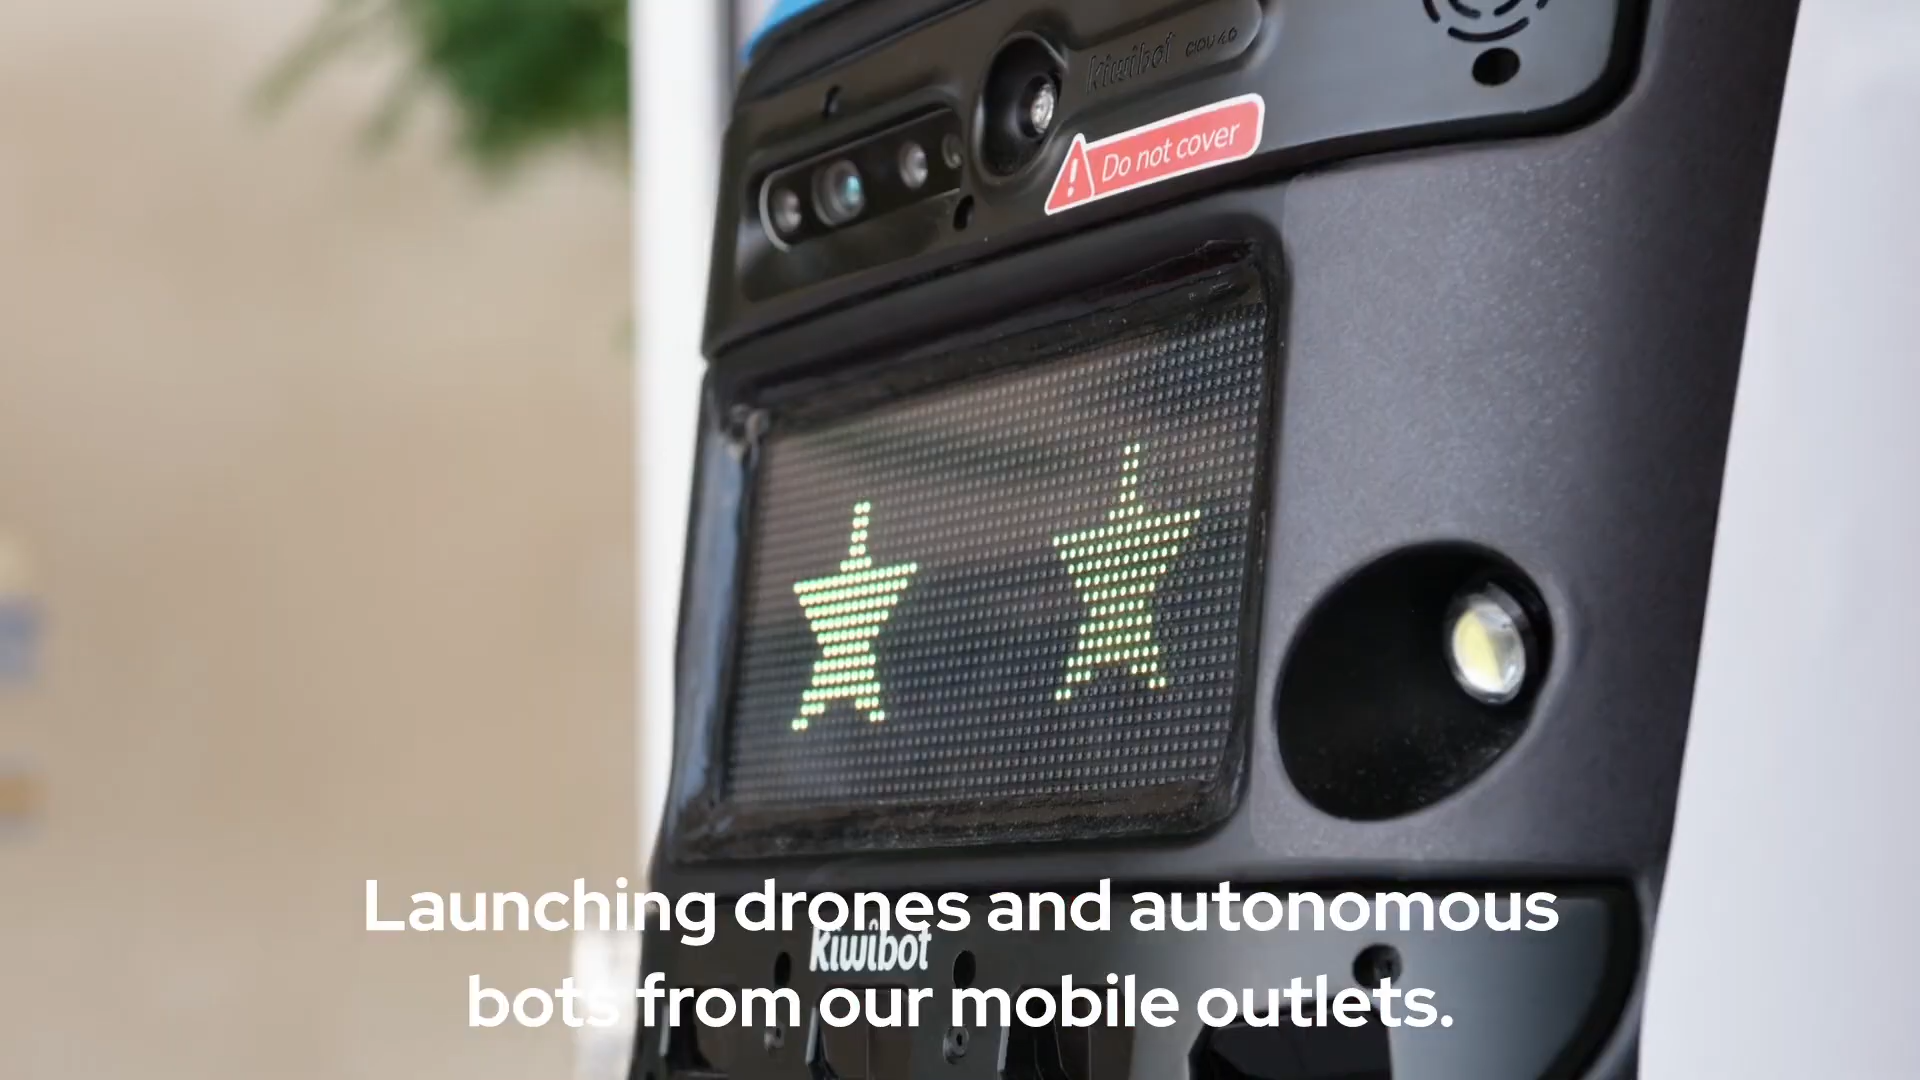 kiwibot
Do not cover
Launching drones and autonomous
kiwibot
bots from our mobile outlets.